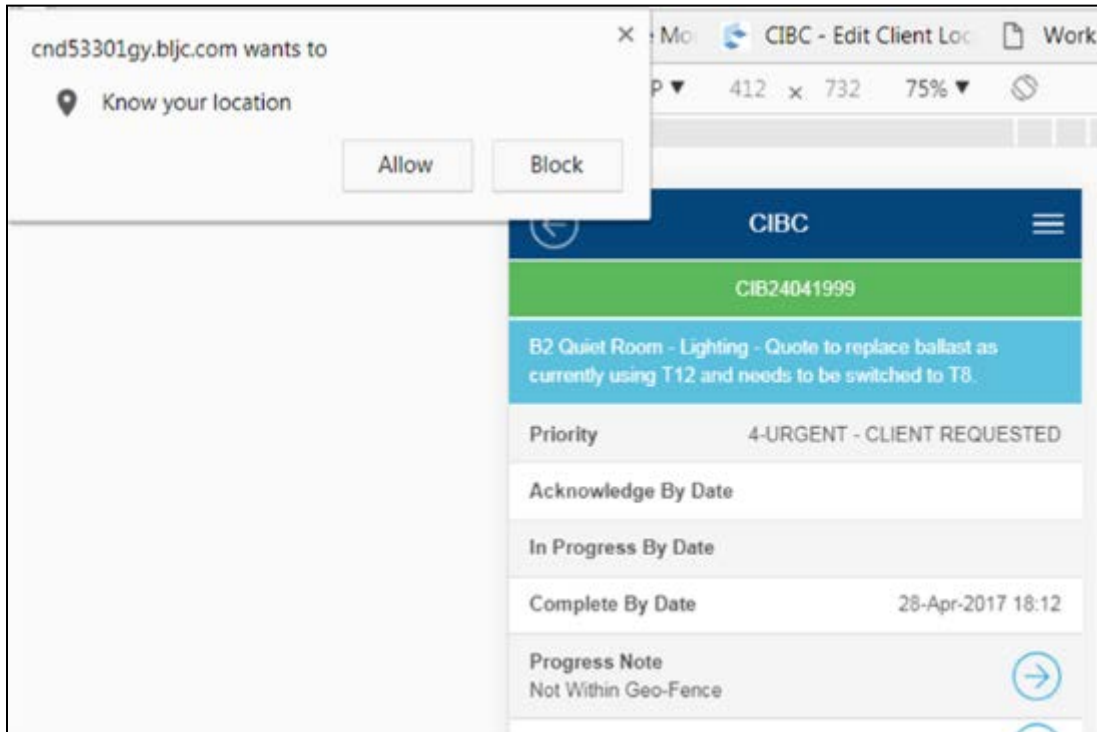 cnd53301gy.bljc.com wants to ×
Know your location
Allow Block
Mo CIBC - Edit Client Loc Work
P ▼ 412 x 732 75% ▼
CIBC
CIB24041999
B2 Quiet Room - Lighting - Quote to replace ballast as
currently using T12 and needs to be switched to T8.
Priority 4-URGENT - CLIENT REQUESTED
Acknowledge By Date
In Progress By Date
Complete By Date 28-Apr-2017 18:12
Progress Note
Not Within Geo-Fence